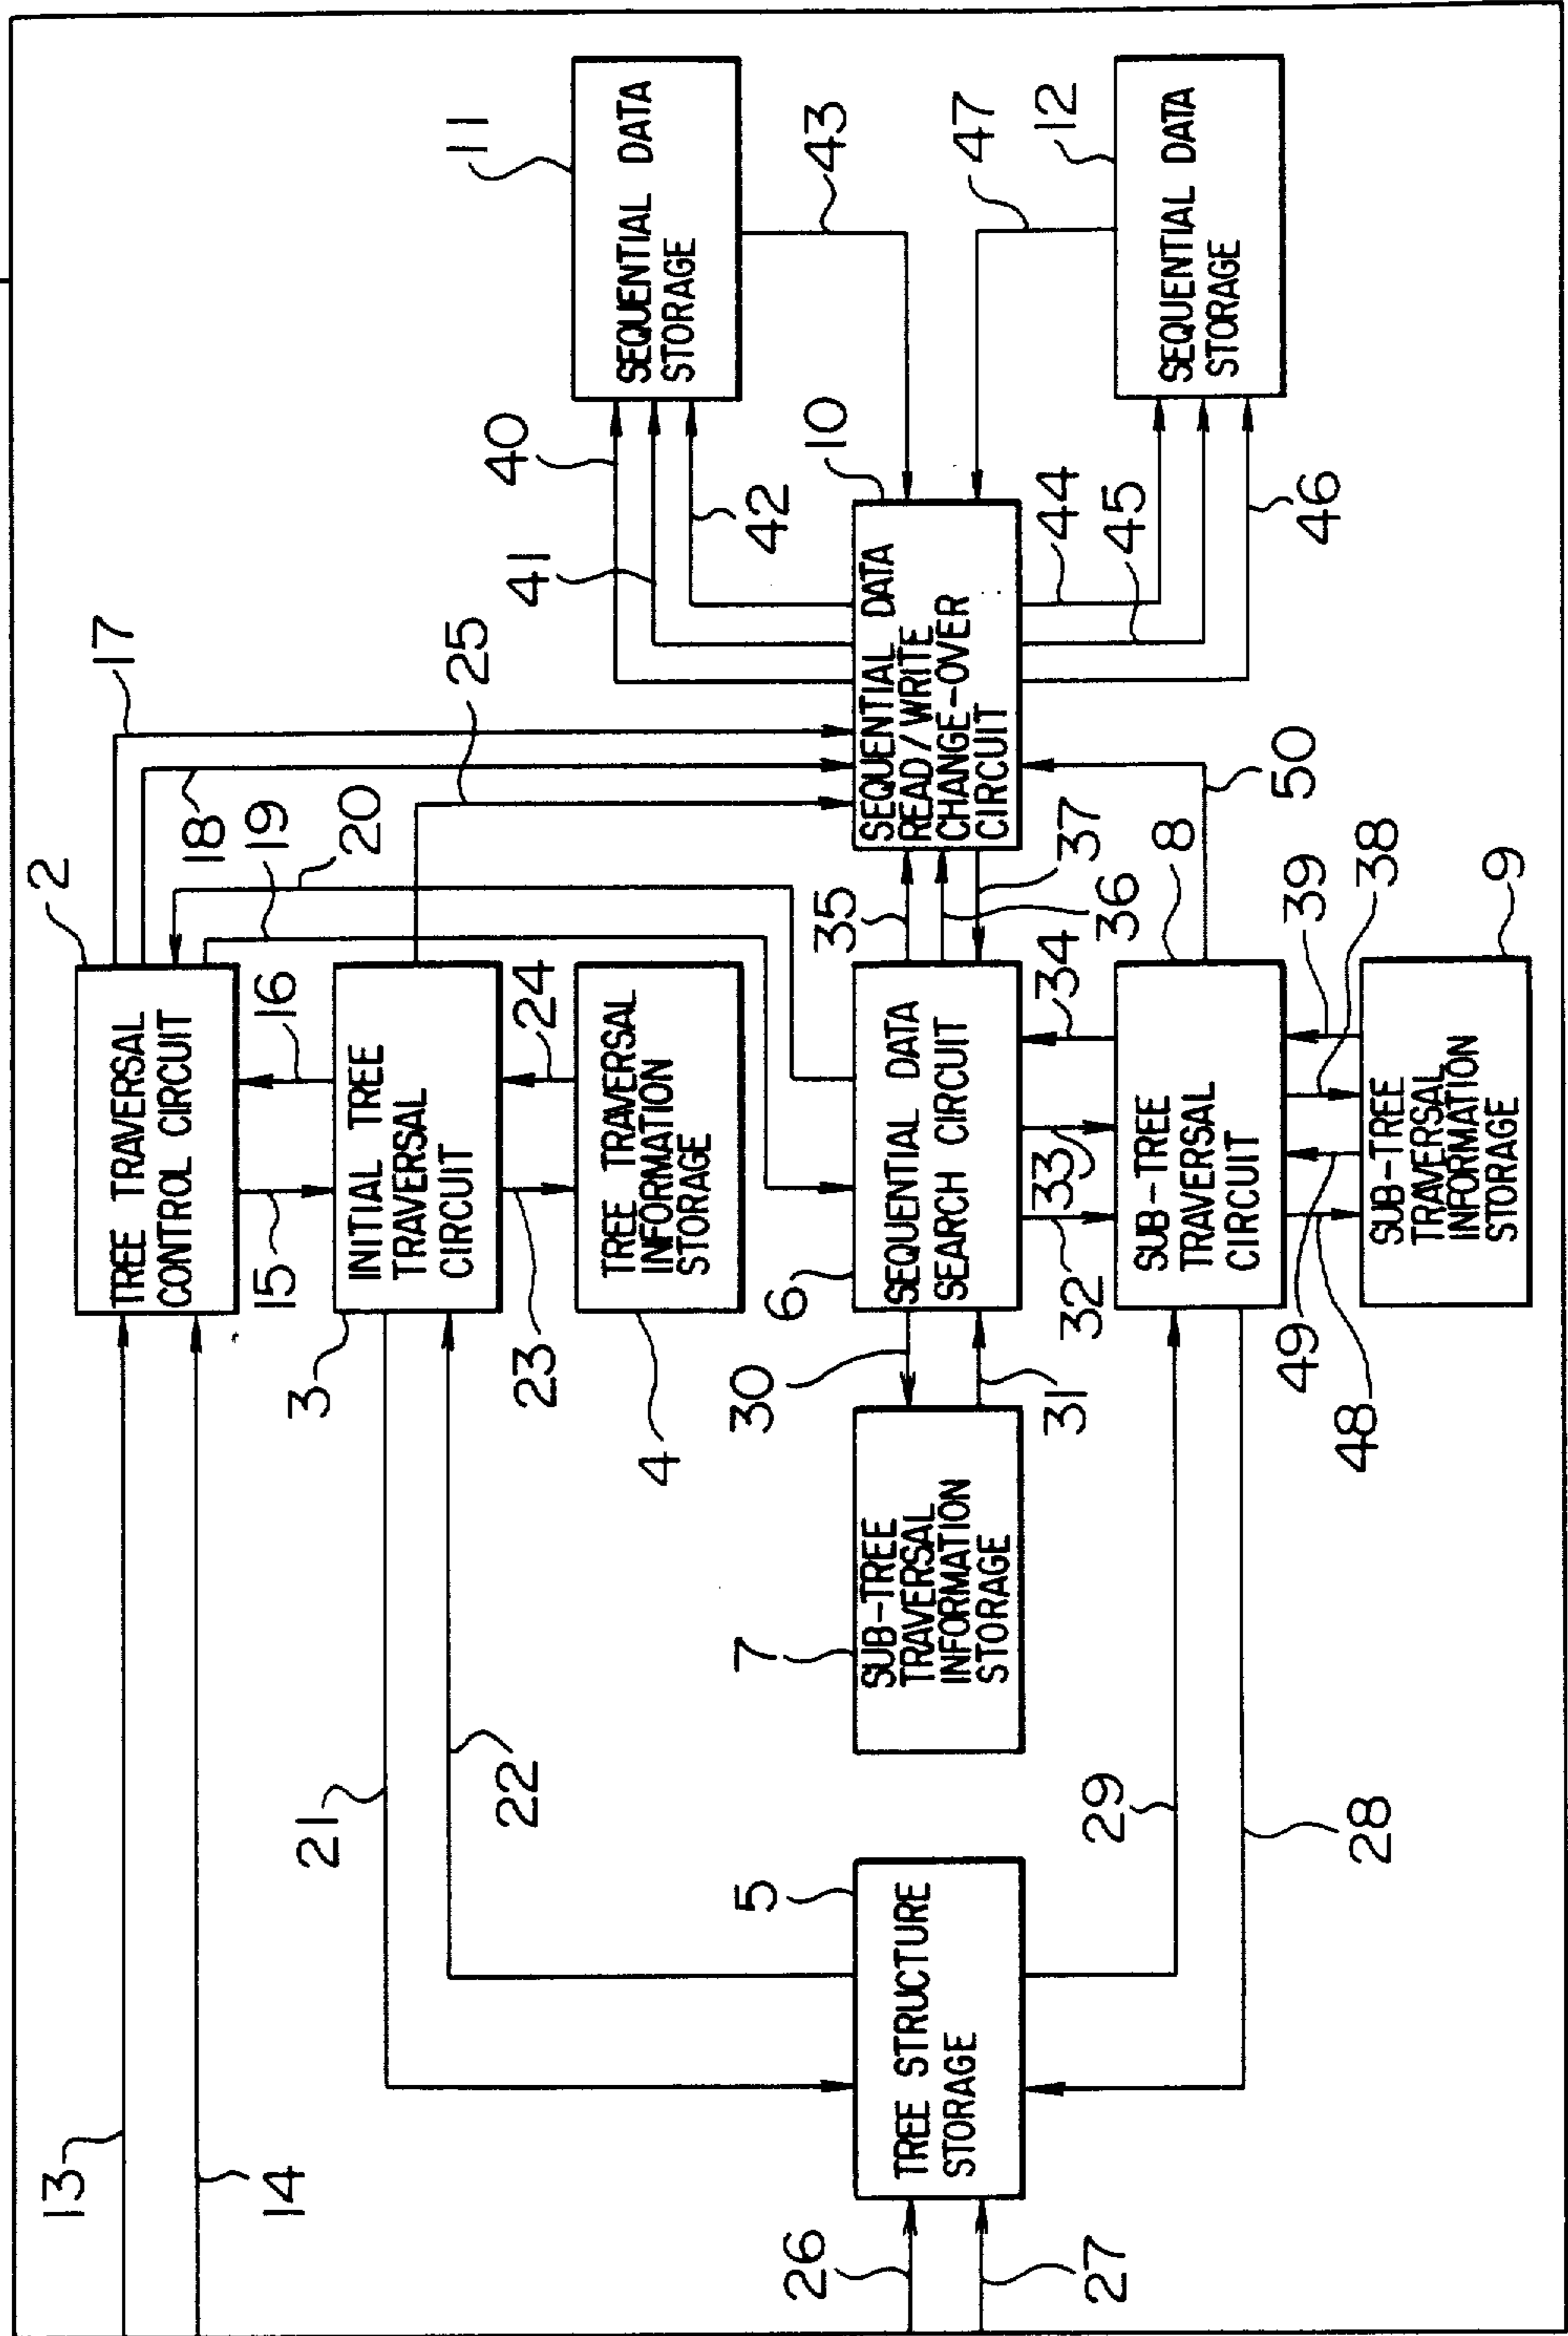 13
14
2
TREE TRAVERSAL
CONTROL CIRCUIT
17
18
19
20
15
16
21
22
3
INITIAL TREE
TRAVERSAL
CIRCUIT
25
23
24
4
TREE TRAVERSAL
INFORMATION
STORAGE
40
41
42
11
SEQUENTIAL DATA
STORAGE
43
26
27
5
TREE STRUCTURE
STORAGE
7
SUB-TREE
TRAVERSAL
INFORMATION
STORAGE
30
31
6
SEQUENTIAL DATA
SEARCH CIRCUIT
35
36
37
10
SEQUENTIAL DATA
READ/WRITE
CHANGE-OVER
CIRCUIT
47
32
33
34
44
45
46
12
SEQUENTIAL DATA
STORAGE
29
28
8
SUB-TREE
TRAVERSAL
CIRCUIT
50
49
48
39
38
9
SUB-TREE
TRAVERSAL
INFORMATION
STORAGE